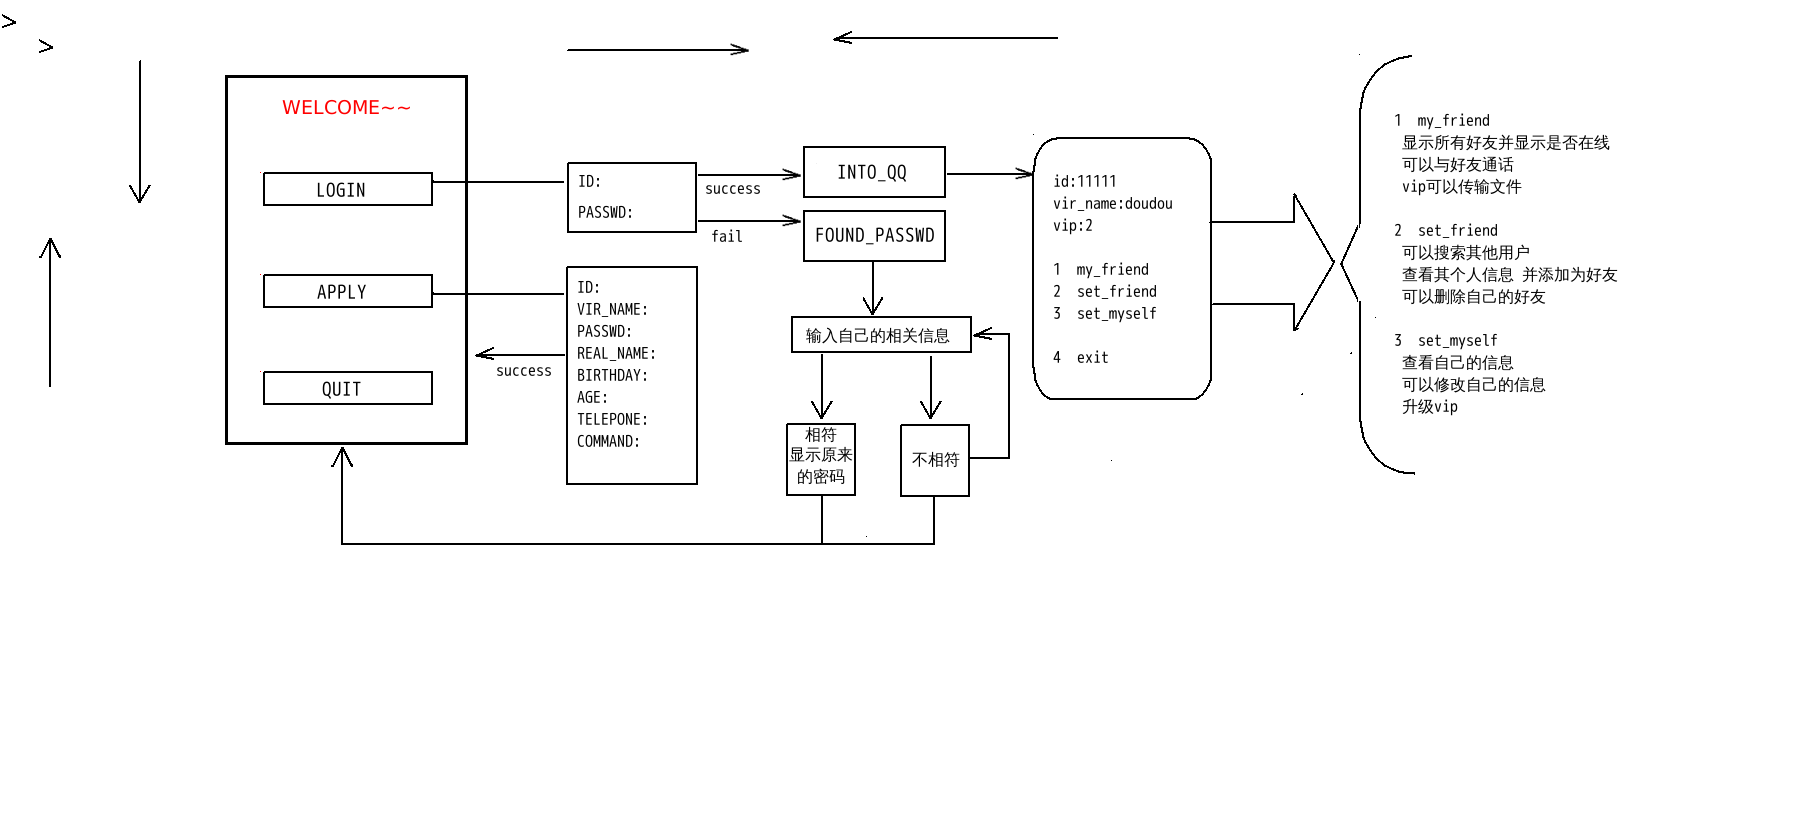 WELCOME~~
LOGIN
APPLY
QUIT
ID:
PASSWD:
success
fail
ID:
VIR_NAME:
PASSWD:
REAL_NAME:
BIRTHDAY:
AGE:
TELEPONE:
COMMAND:
success
INTO_QQ
FOUND_PASSWD
输入自己的相关信息
相符
显示原来
的密码
不相符
id:11111
vir_name:doudou
vip:2
1 my_friend
2 set_friend
3 set_myself
4 exit
1 my_friend
显示所有好友并显示是否在线
可以与好友通话
vip可以传输文件
2 set_friend
可以搜索其他用户
查看其个人信息 并添加为好友
可以删除自己的好友
3 set_myself
查看自己的信息
可以修改自己的信息
升级vip